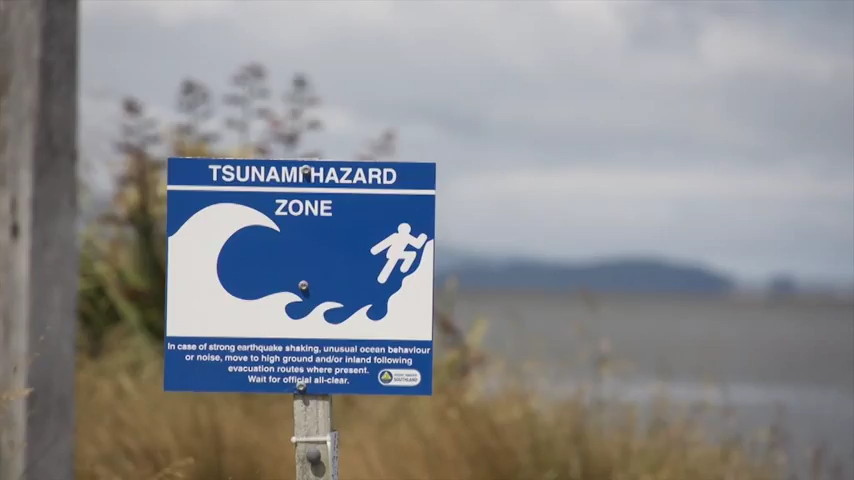 TSUNAMI HAZARD
ZONE
In case of strong earthquake shaking, unusual ocean behaviour
or noise, move to high ground and/or inland following
evacuation routes where present.
Wait for official all-clear.
SOUTHLAND